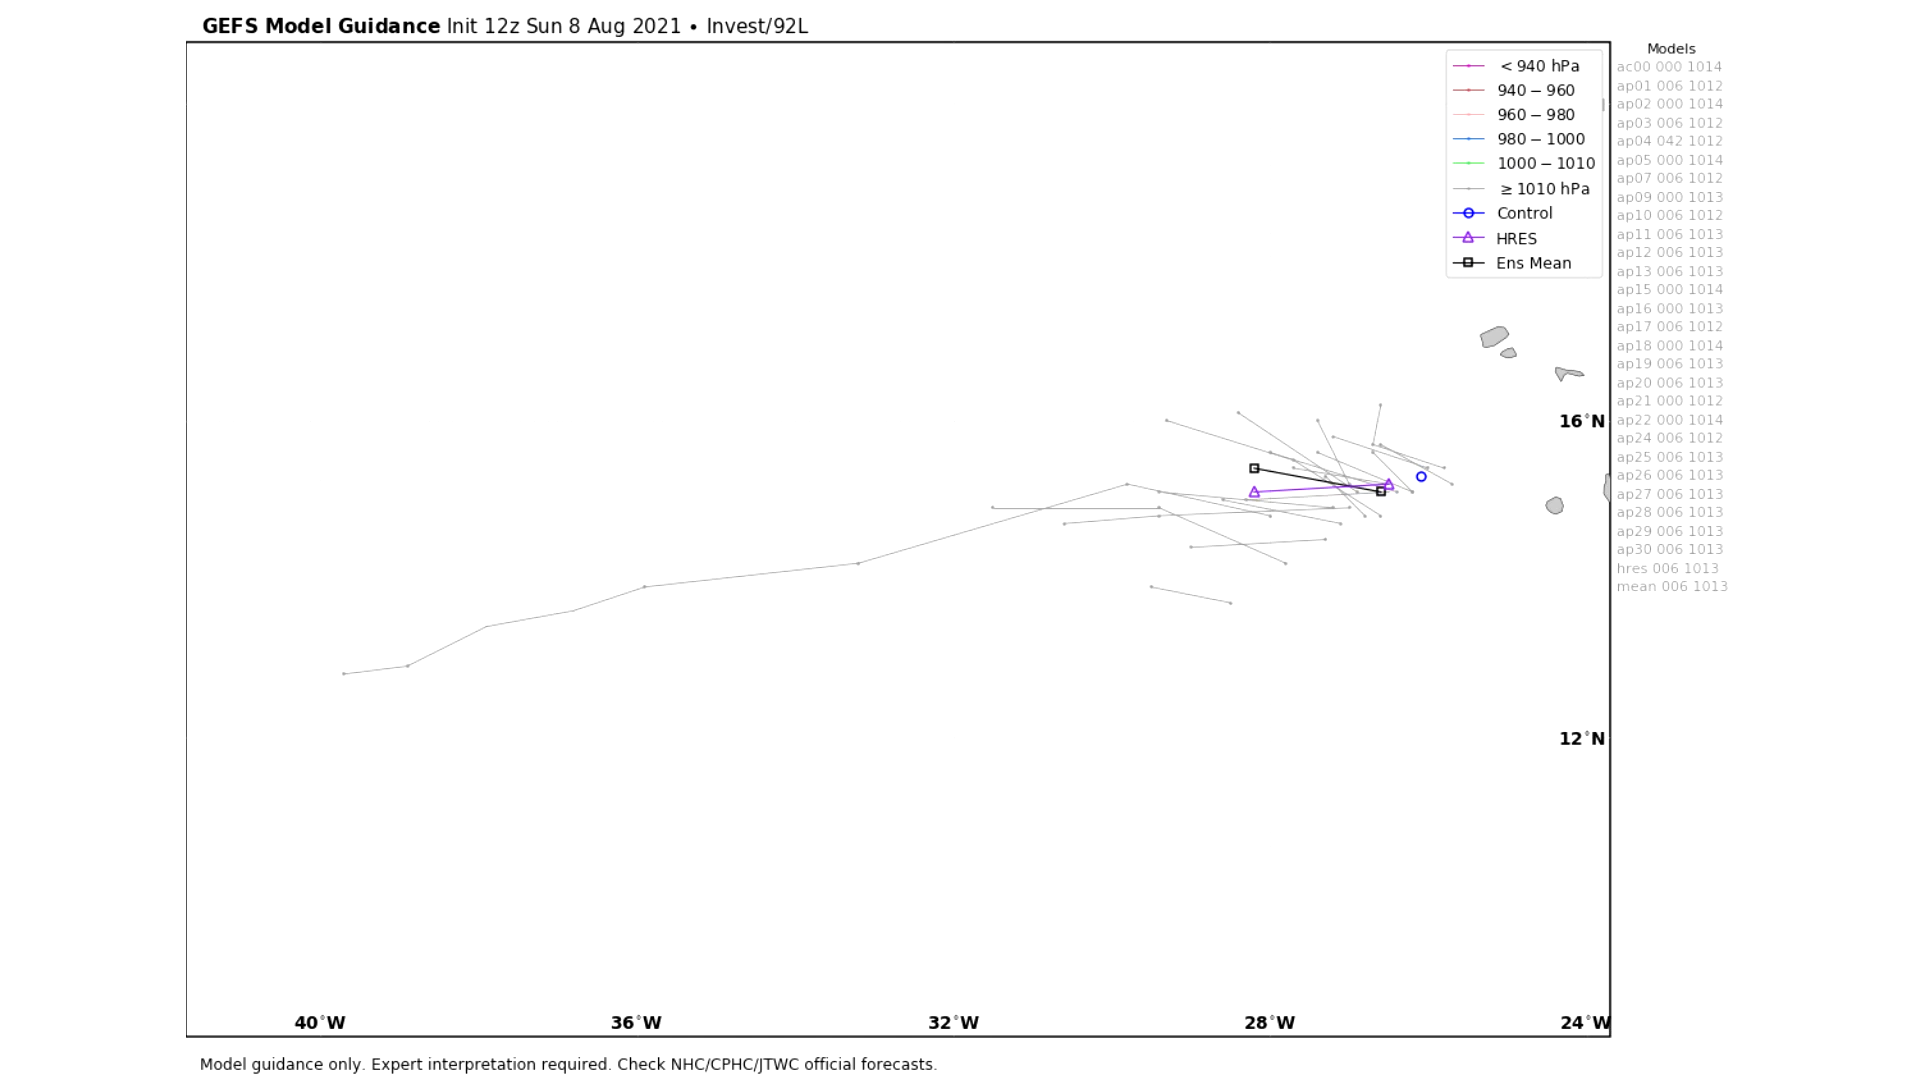 GEFS Model Guidance Init 12z Sun 8 Aug 2021 • Invest/92L
< 940 hPa
940 − 960
960 − 980
980 − 1000
1000 − 1010
≥ 1010 hPa
Control
HRES
Ens Mean
Models
ac00 000 1014
ap01 006 1012
ap02 000 1014
ap03 006 1012
ap04 042 1012
ap05 000 1014
ap07 006 1012
ap09 000 1013
ap10 006 1012
ap11 006 1013
ap12 006 1013
ap13 006 1013
ap15 000 1014
ap16 000 1013
ap17 006 1012
ap18 000 1014
ap19 006 1013
ap20 006 1013
ap21 000 1012
ap22 000 1014
ap24 006 1012
ap25 006 1013
ap26 006 1013
ap27 006 1013
ap28 006 1013
ap29 006 1013
ap30 006 1013
hres 006 1013
mean 006 1013
16°N
12°N
40°W
36°W
32°W
28°W
24°W
Model guidance only. Expert interpretation required. Check NHC/CPHC/JTWC official forecasts.